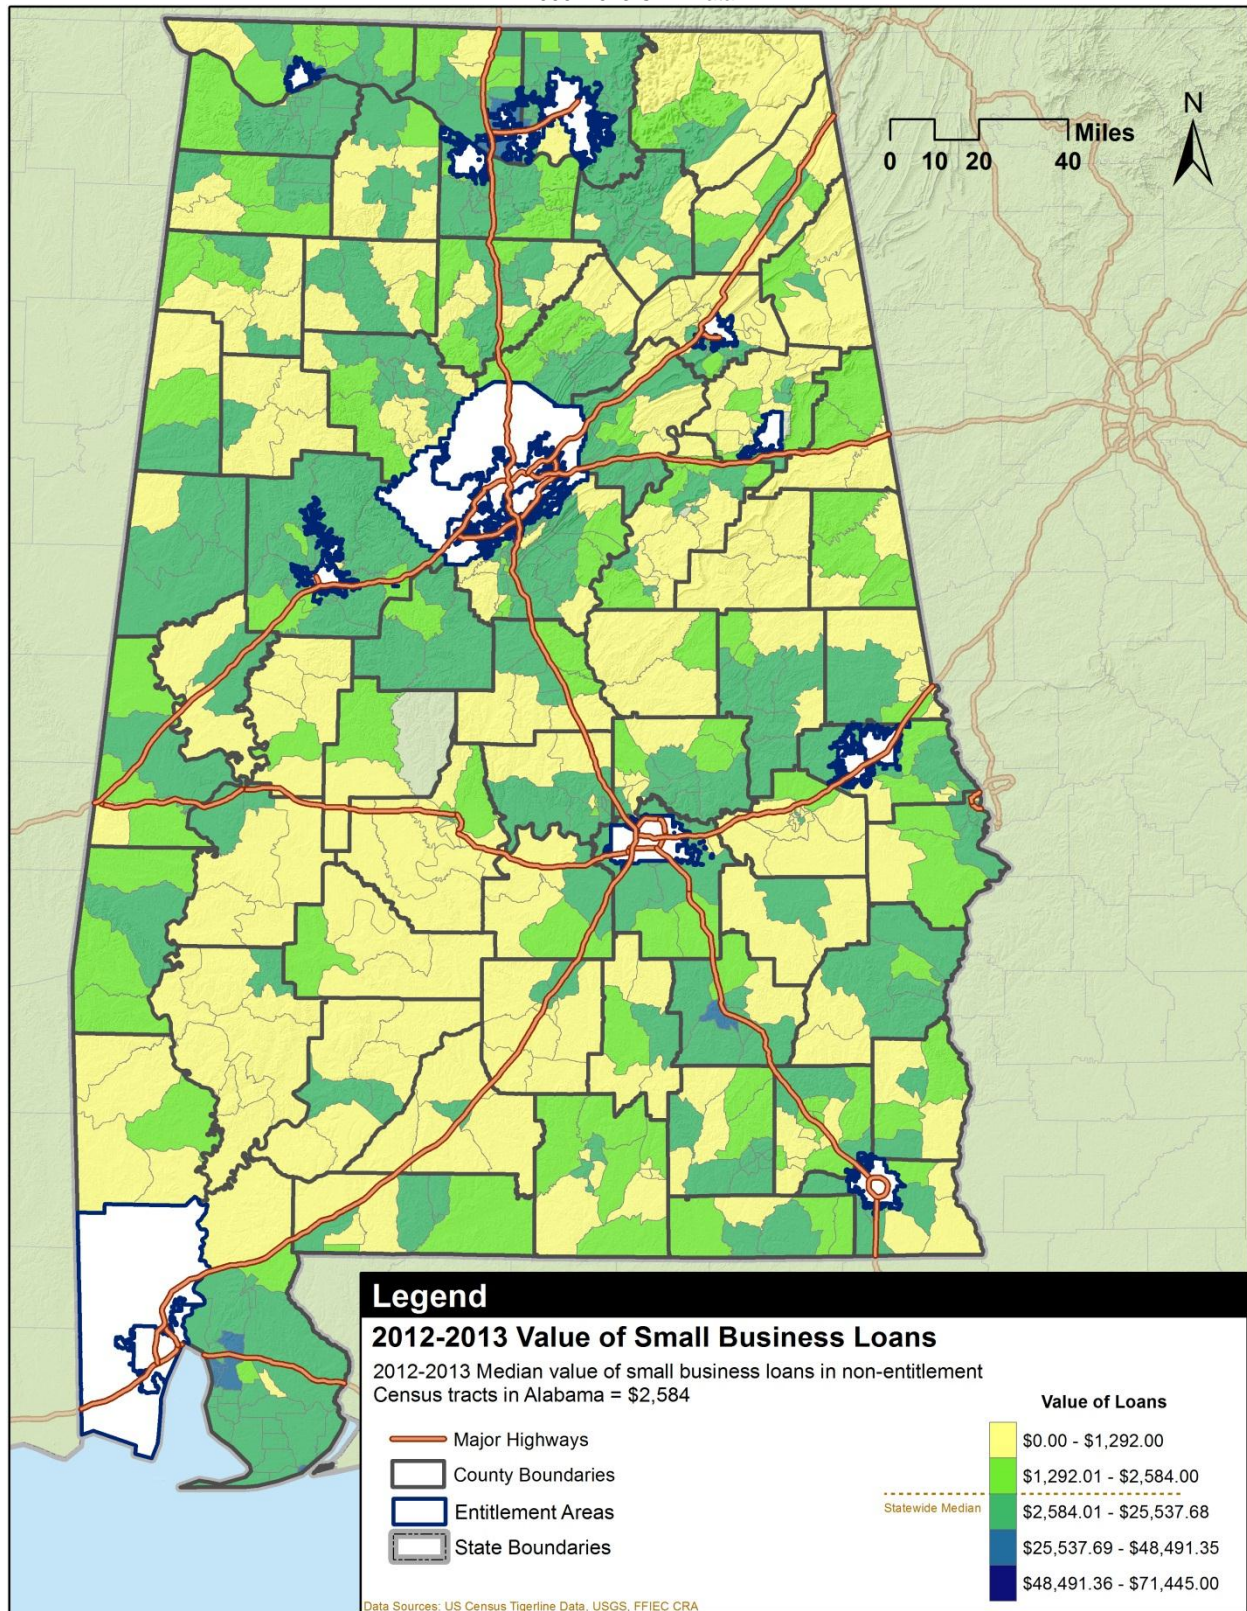 N
Miles
0 10 20 40
Legend
2012-2013 Value of Small Business Loans
2012-2013 Median value of small business loans in non-entitlement
Census tracts in Alabama = $2,584
Major Highways
County Boundaries
Entitlement Areas
State Boundaries
Value of Loans
$0.00 - $1,292.00
$1,292.01 - $2,584.00
Statewide Median
$2,584.01 - $25,537.68
$25,537.69 - $48,491.35
$48,491.36 - $71,445.00
Data Sources: US Census Tigerline Data, USGS, FFIEC CRA